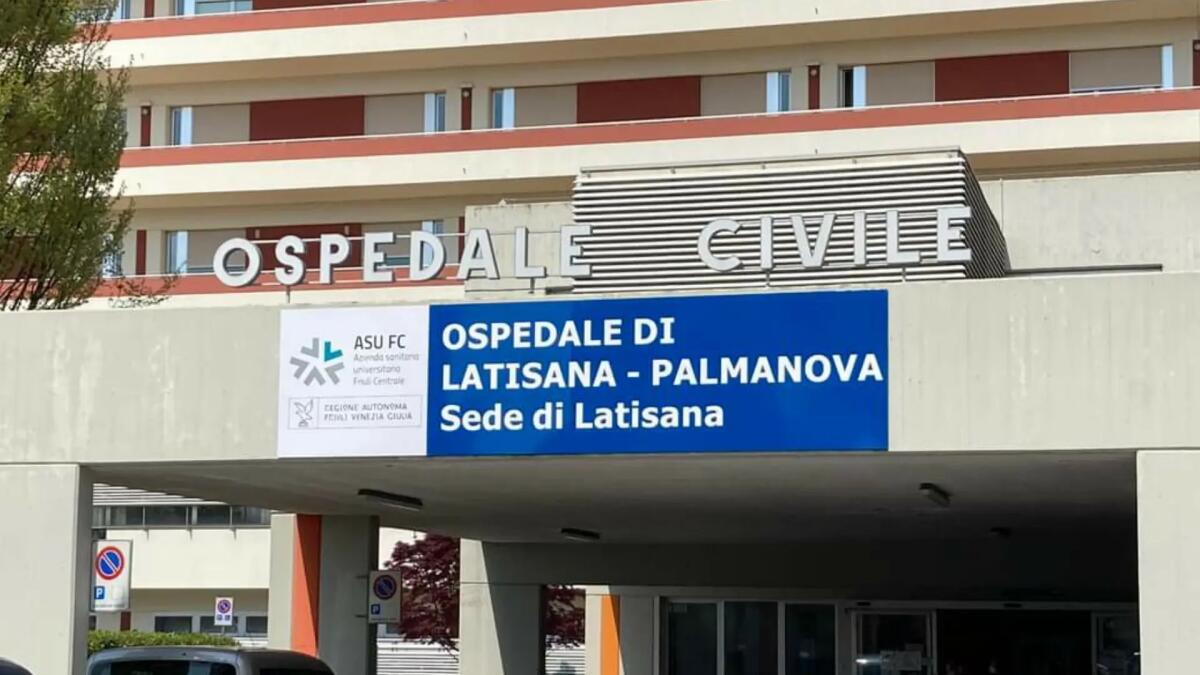 OSPEDALE CIVILE
ASU FC
Azienda sanitaria
universitaria
Friuli Centrale
REGIONE AUTONOMA
FRIULI VENEZIA GIULIA
OSPEDALE DI
LATISANA - PALMANOVA
Sede di Latisana
P
P